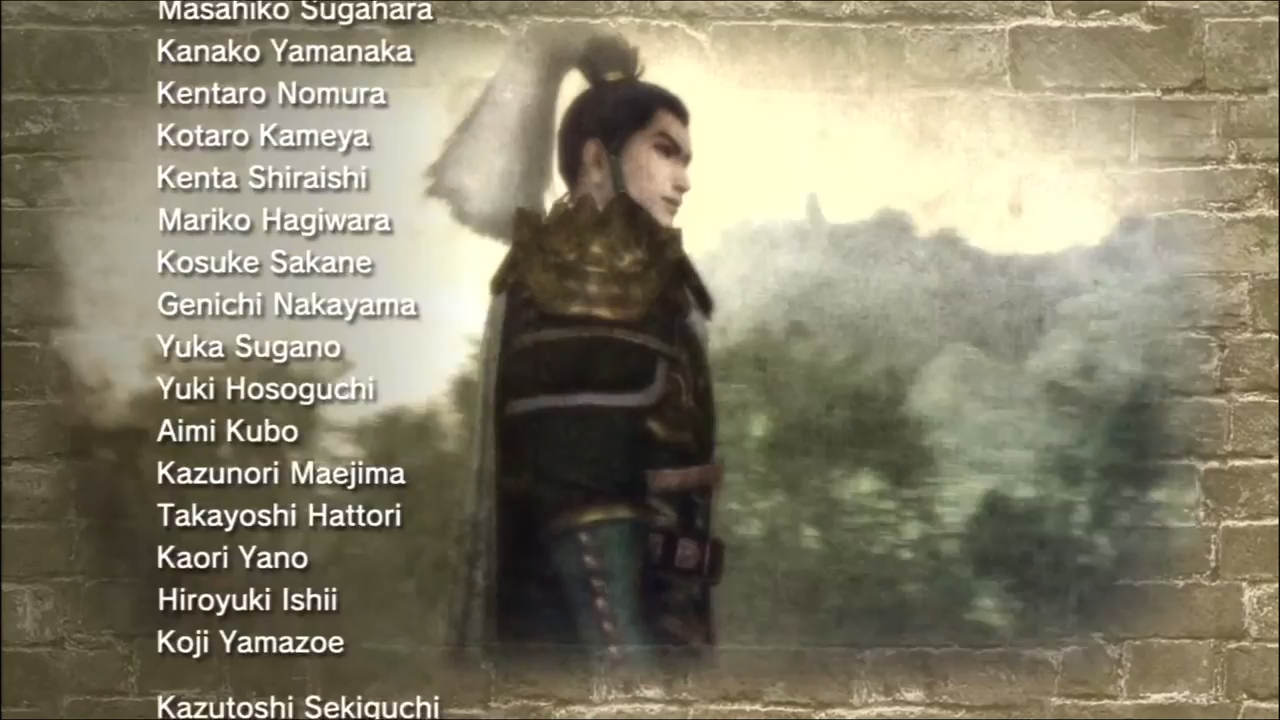 Masahiko Sugahara
Kanako Yamanaka
Kentaro Nomura
Kotaro Kameya
Kenta Shiraishi
Mariko Hagiwara
Kosuke Sakane
Genichi Nakayama
Yuka Sugano
Yuki Hosoguchi
Aimi Kubo
Kazunori Maejima
Takayoshi Hattori
Kaori Yano
Hiroyuki Ishii
Koji Yamazoe
Kazutoshi Sekiguchi